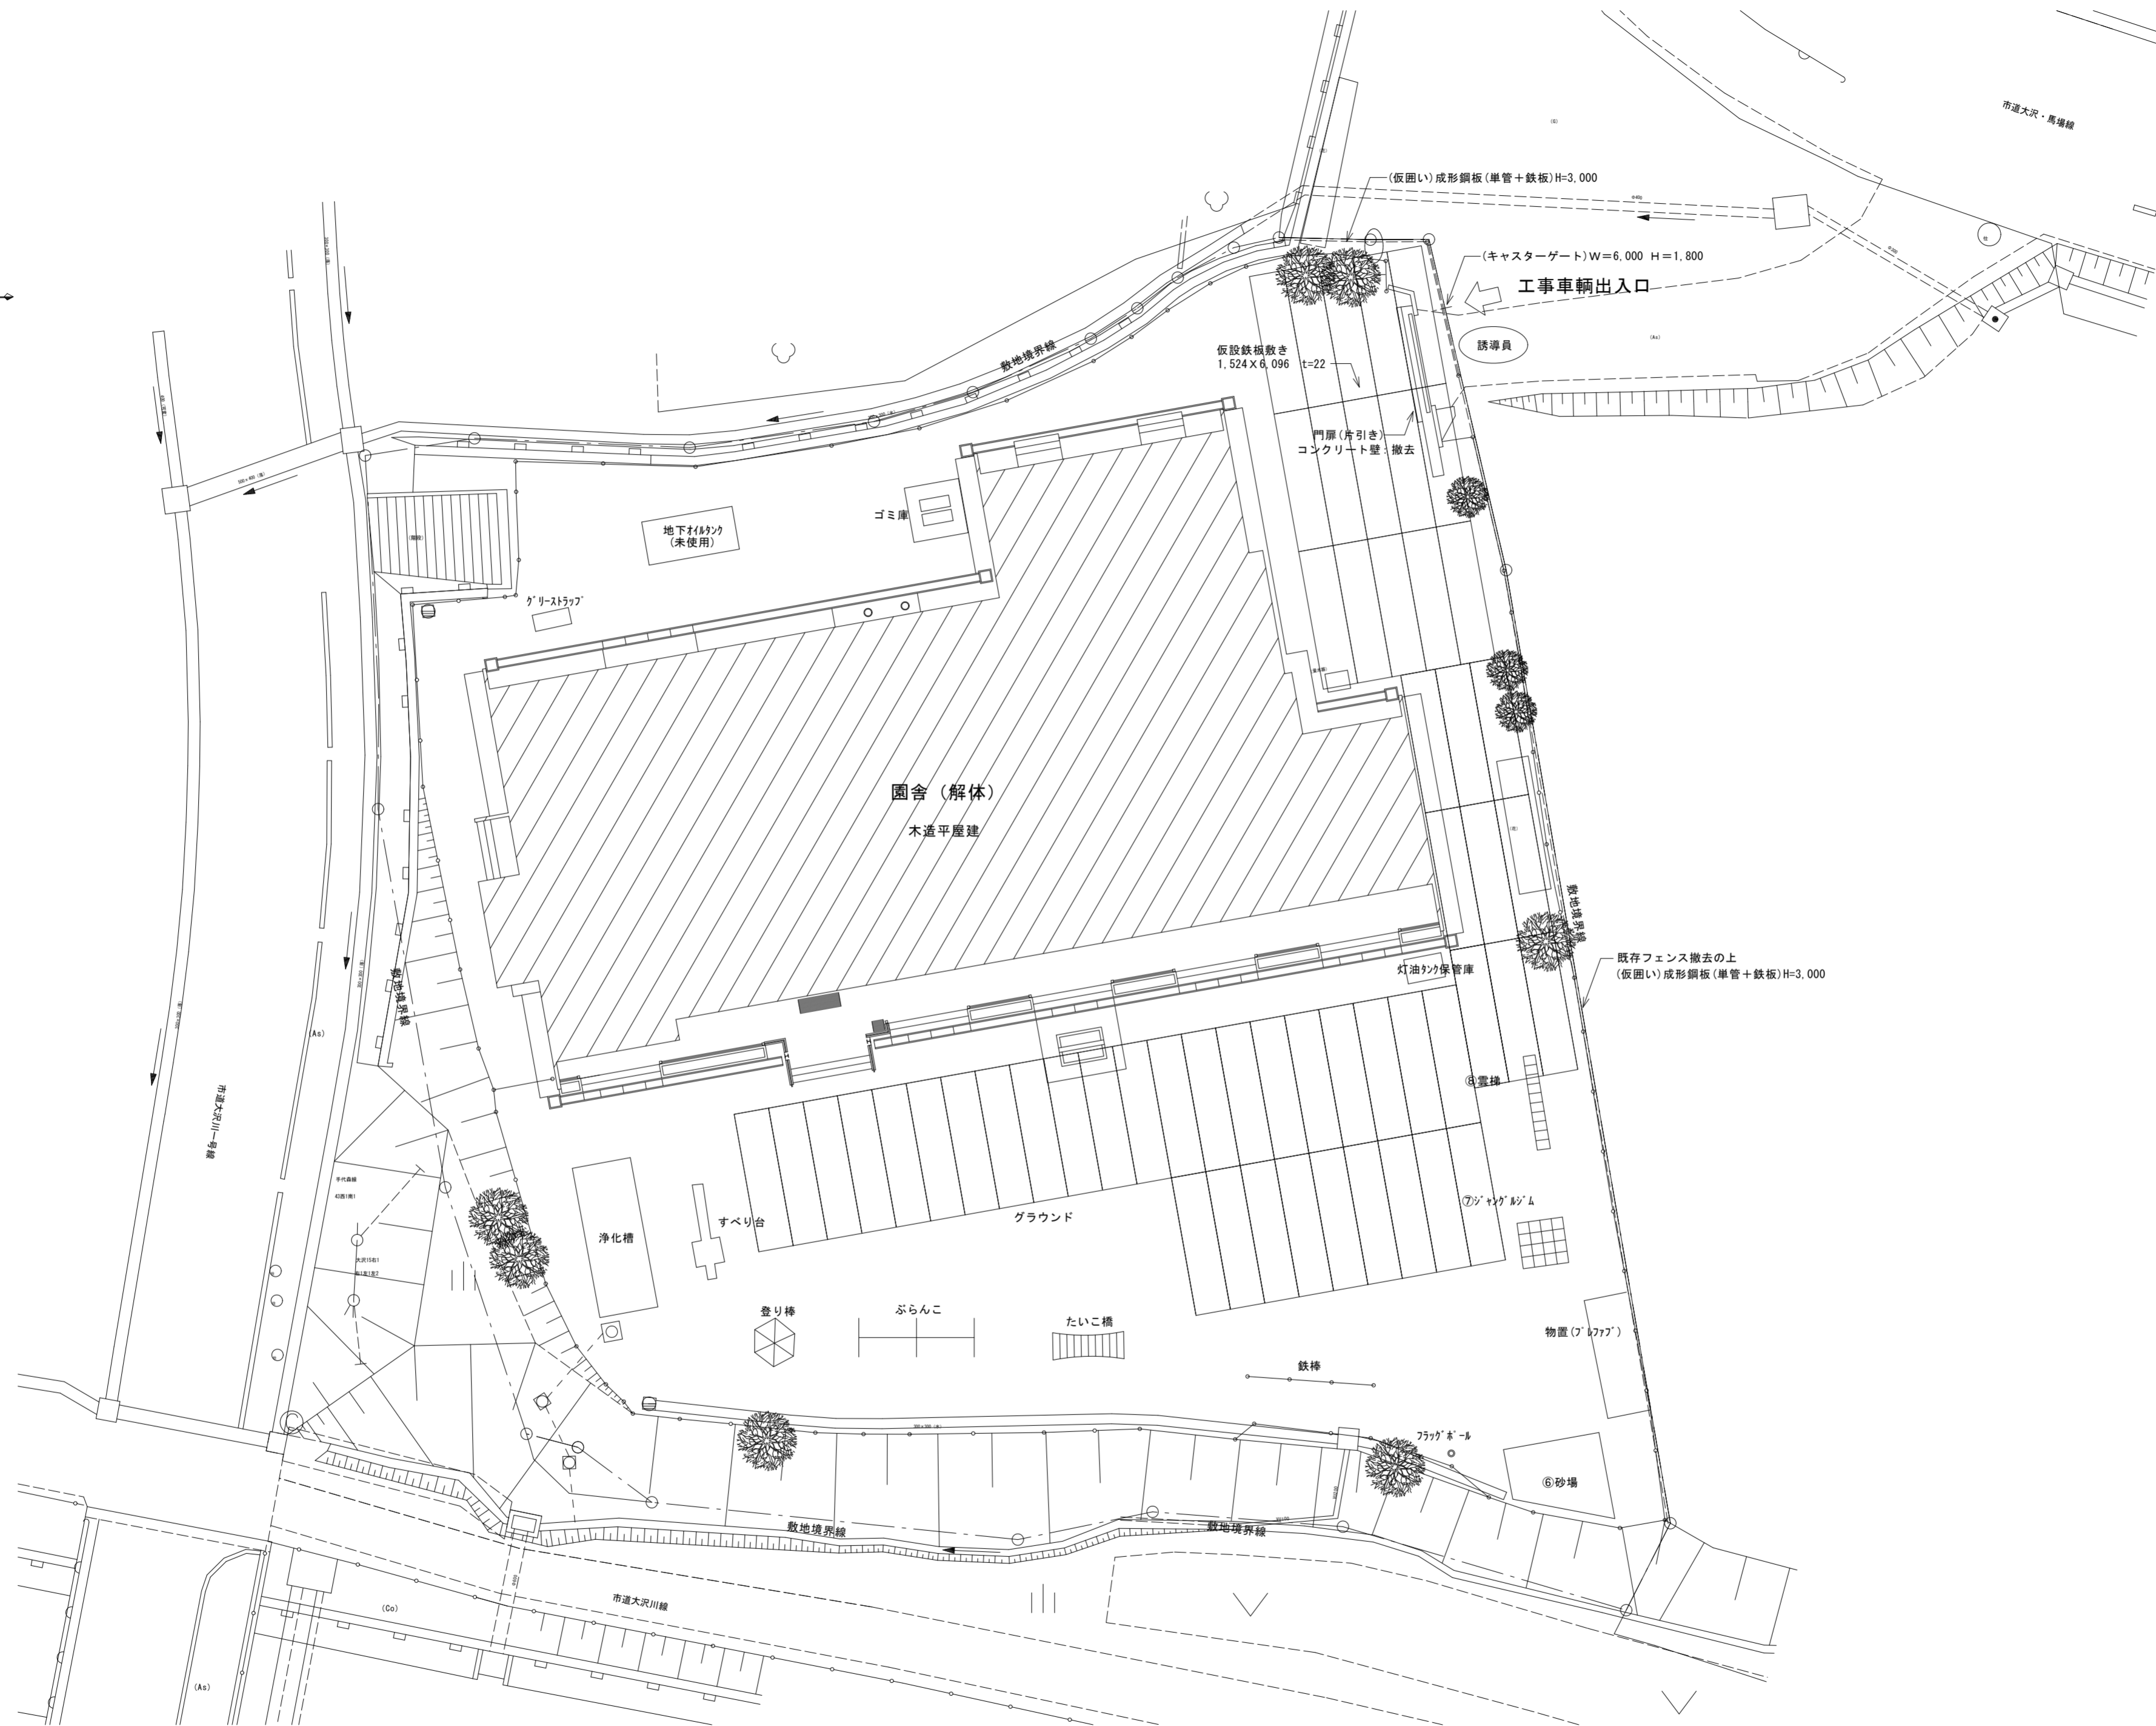 市道大沢・馬場線
(仮囲い)成形鋼板(単管＋鉄板)H=3,000
(キャスターゲート)Ｗ＝6,000 Ｈ＝1,800
工事車輌出入口
誘導員
(As)
敷地境界線
仮設鉄板敷き
1,524×6,096 t=22
門扉(片引き)
コンクリート壁：撤去
ゴミ庫
地下ｵｲﾙﾀﾝｸ
(未使用)
(階段)
ｸﾞﾘｰｽﾄﾗｯﾌﾟ
園舎（解体）
木造平屋建
敷地境界線
既存フェンス撤去の上
(仮囲い)成形鋼板(単管＋鉄板)H=3,000
灯油ﾀﾝｸ保管庫
敷地境界線
(As)
市道大沢川一号線
⑧雲梯
⑦ｼﾞｬﾝｸﾞﾙｼﾞﾑ
すべり台
グラウンド
浄化槽
登り棒
ぶらんこ
たいこ橋
物置(ﾌﾟﾚﾌｧﾌﾞ)
鉄棒
ﾌﾗｯｸﾞﾎﾟｰﾙ
⑥砂場
敷地境界線
敷地境界線
市道大沢川線
(Co)
(As)